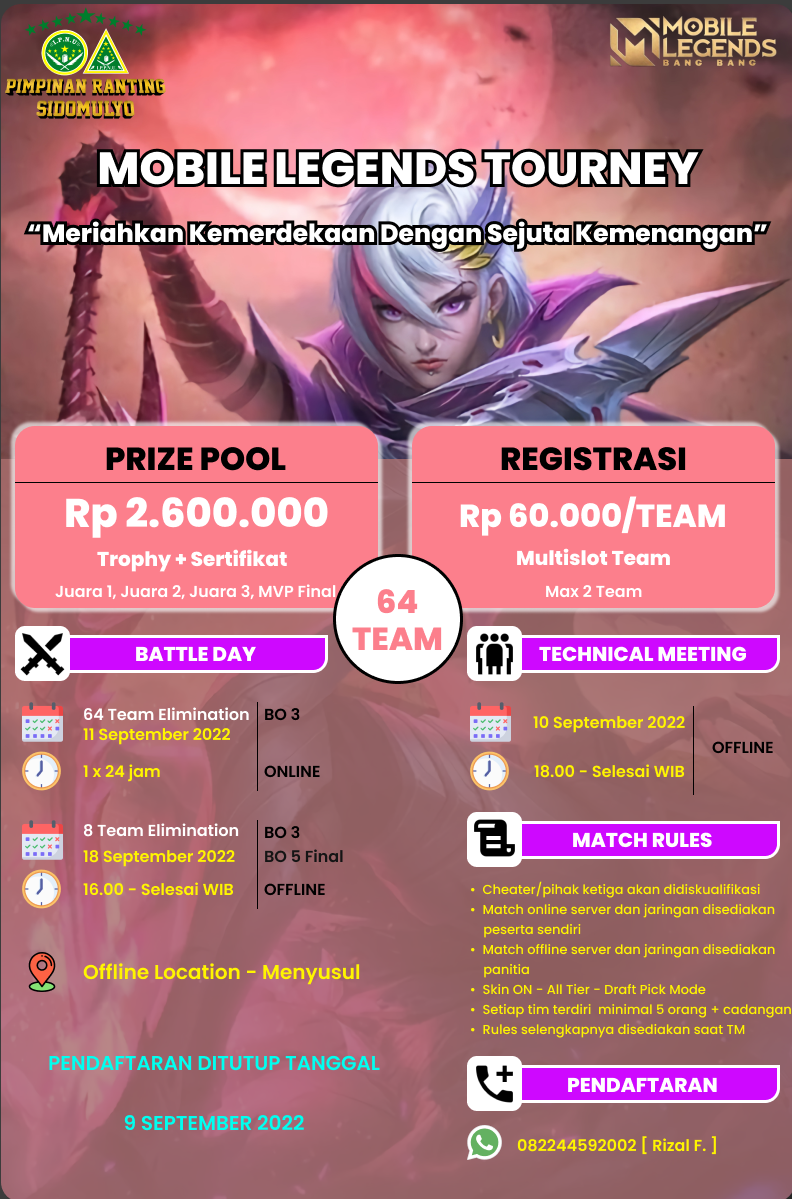 I.P.N.U
I.P.P.N.U
PIMPINAN RANTING
SIDOMULYO
MOBILE
LEGENDS
BANG BANG
MOBILE LEGENDS TOURNEY
“Meriahkan Kemerdekaan Dengan Sejuta Kemenangan”
PRIZE POOL
Rp 2.600.000
Trophy + Sertifikat
Juara 1, Juara 2, Juara 3, MVP Final
REGISTRASI
Rp 60.000/TEAM
Multislot Team
Max 2 Team
64
TEAM
BATTLE DAY
64 Team Elimination
11 September 2022
BO 3
1 x 24 jam
ONLINE
8 Team Elimination
BO 3
18 September 2022
BO 5 Final
16.00 - Selesai WIB
OFFLINE
Offline Location - Menyusul
PENDAFTARAN DITUTUP TANGGAL
9 SEPTEMBER 2022
TECHNICAL MEETING
10 September 2022
OFFLINE
18.00 - Selesai WIB
MATCH RULES
• Cheater/pihak ketiga akan didiskualifikasi
• Match online server dan jaringan disediakan
peserta sendiri
• Match offline server dan jaringan disediakan
panitia
• Skin ON - All Tier - Draft Pick Mode
• Setiap tim terdiri minimal 5 orang + cadangan
• Rules selengkapnya disediakan saat TM
PENDAFTARAN
082244592002 [ Rizal F. ]